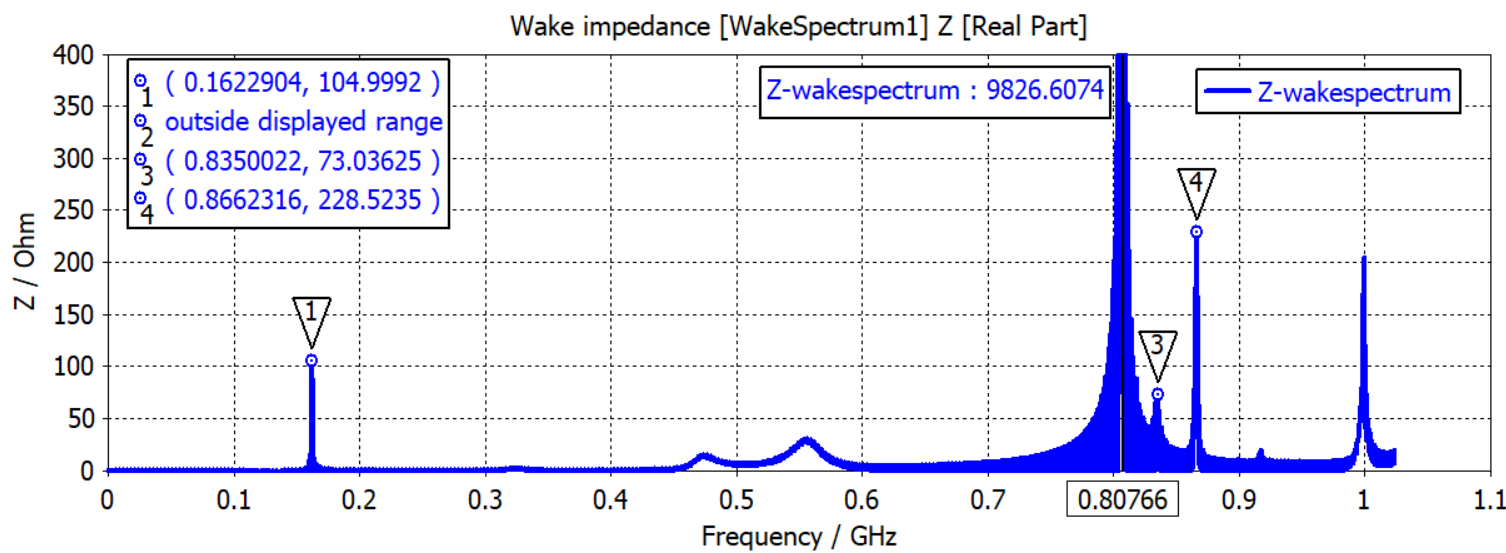 Wake impedance [WakeSpectrum1] Z [Real Part]
400
350
300
250
200
150
100
50
0
Z / Ohm
1 ( 0.1622904, 104.9992 )
2 outside displayed range
3 ( 0.8350022, 73.03625 )
4 ( 0.8662316, 228.5235 )
Z-wakespectrum : 9826.6074
Z-wakespectrum
1
3
4
0 0.1 0.2 0.3 0.4 0.5 0.6 0.7 0.80766 0.9 1 1.1
Frequency / GHz